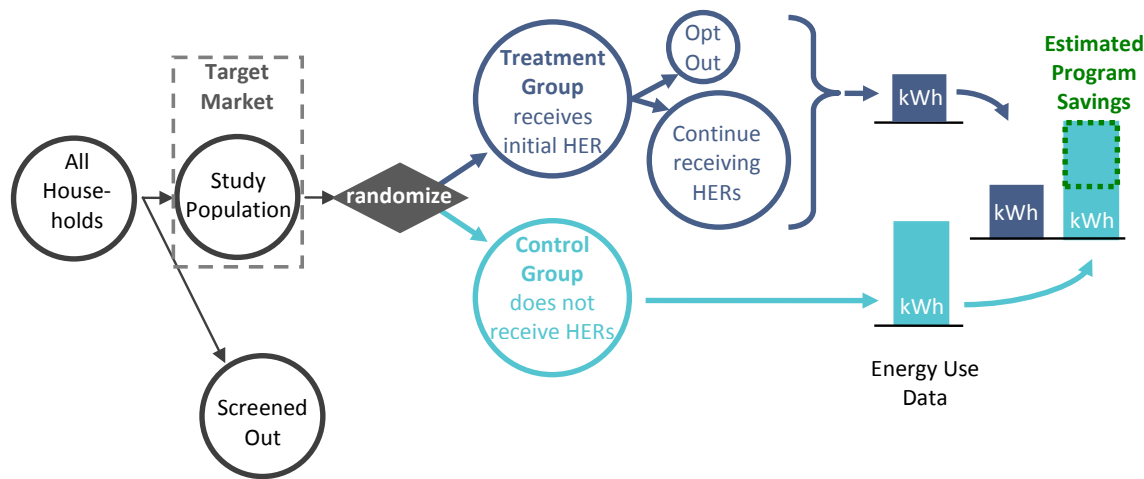 All
House-
holds
Target
Market
Study
Population
Screened
Out
randomize
Treatment
Group
receives
initial HER
Opt
Out
Continue
receiving
HERs
Control
Group
does not
receive HERs
kWh
kWh
Energy Use
Data
Estimated
Program
Savings
kWh
kWh